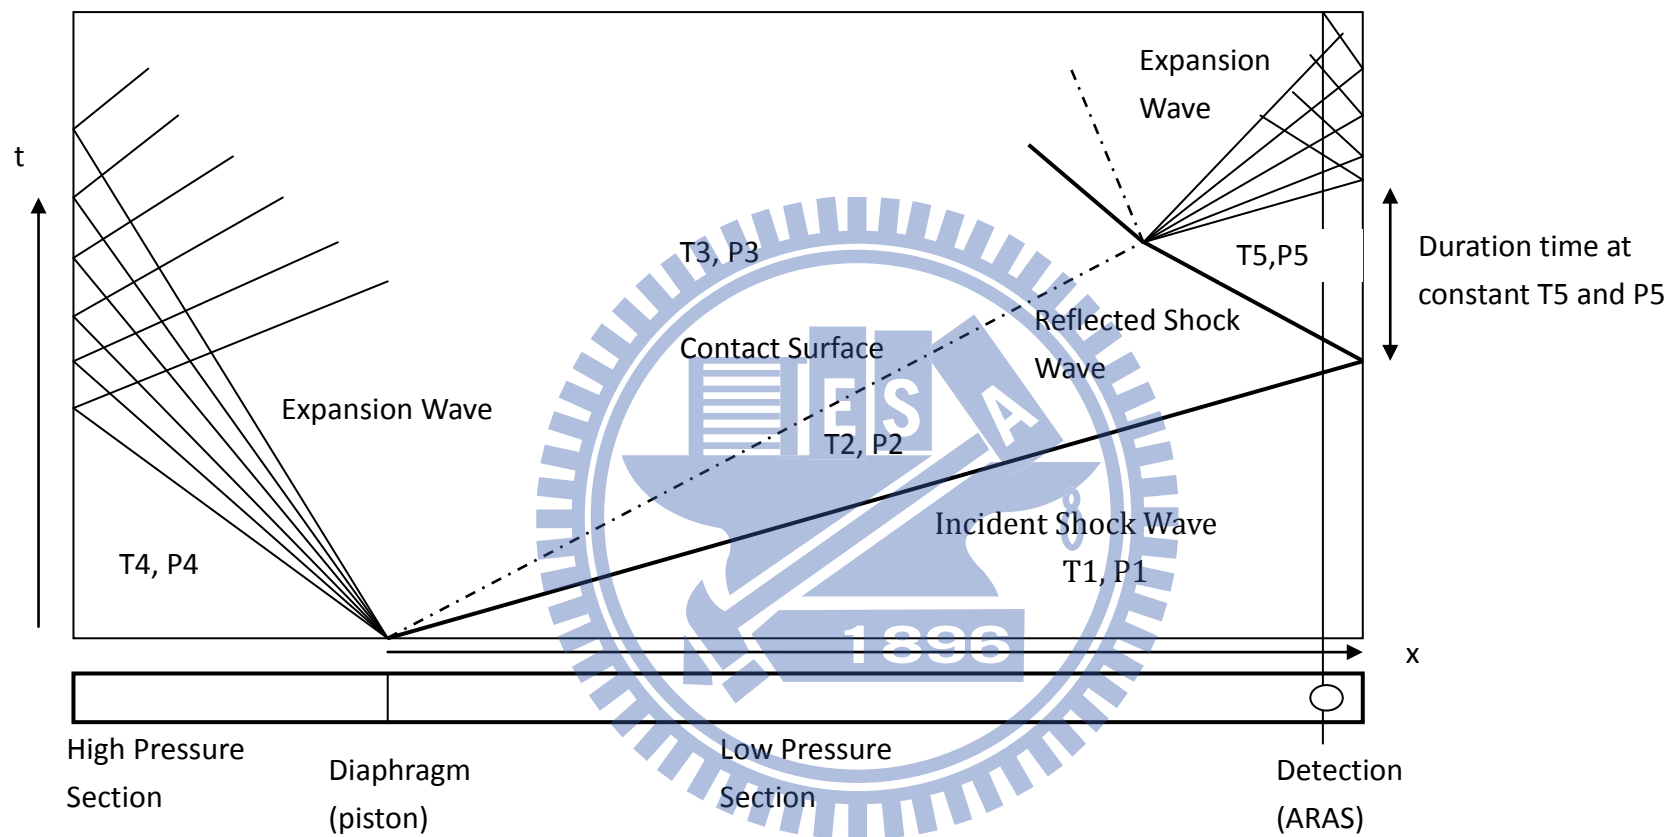 Expansion
Wave
t
T3, P3
T5,P5
Duration time at
constant T5 and P5
Reflected Shock
Wave
Contact Surface
Expansion Wave
T2, P2
E S A
8
Incident Shock Wave
T1, P1
T4, P4
1896
x
High Pressure
Section
Diaphragm
(piston)
Low Pressure
Section
Detection
(ARAS)